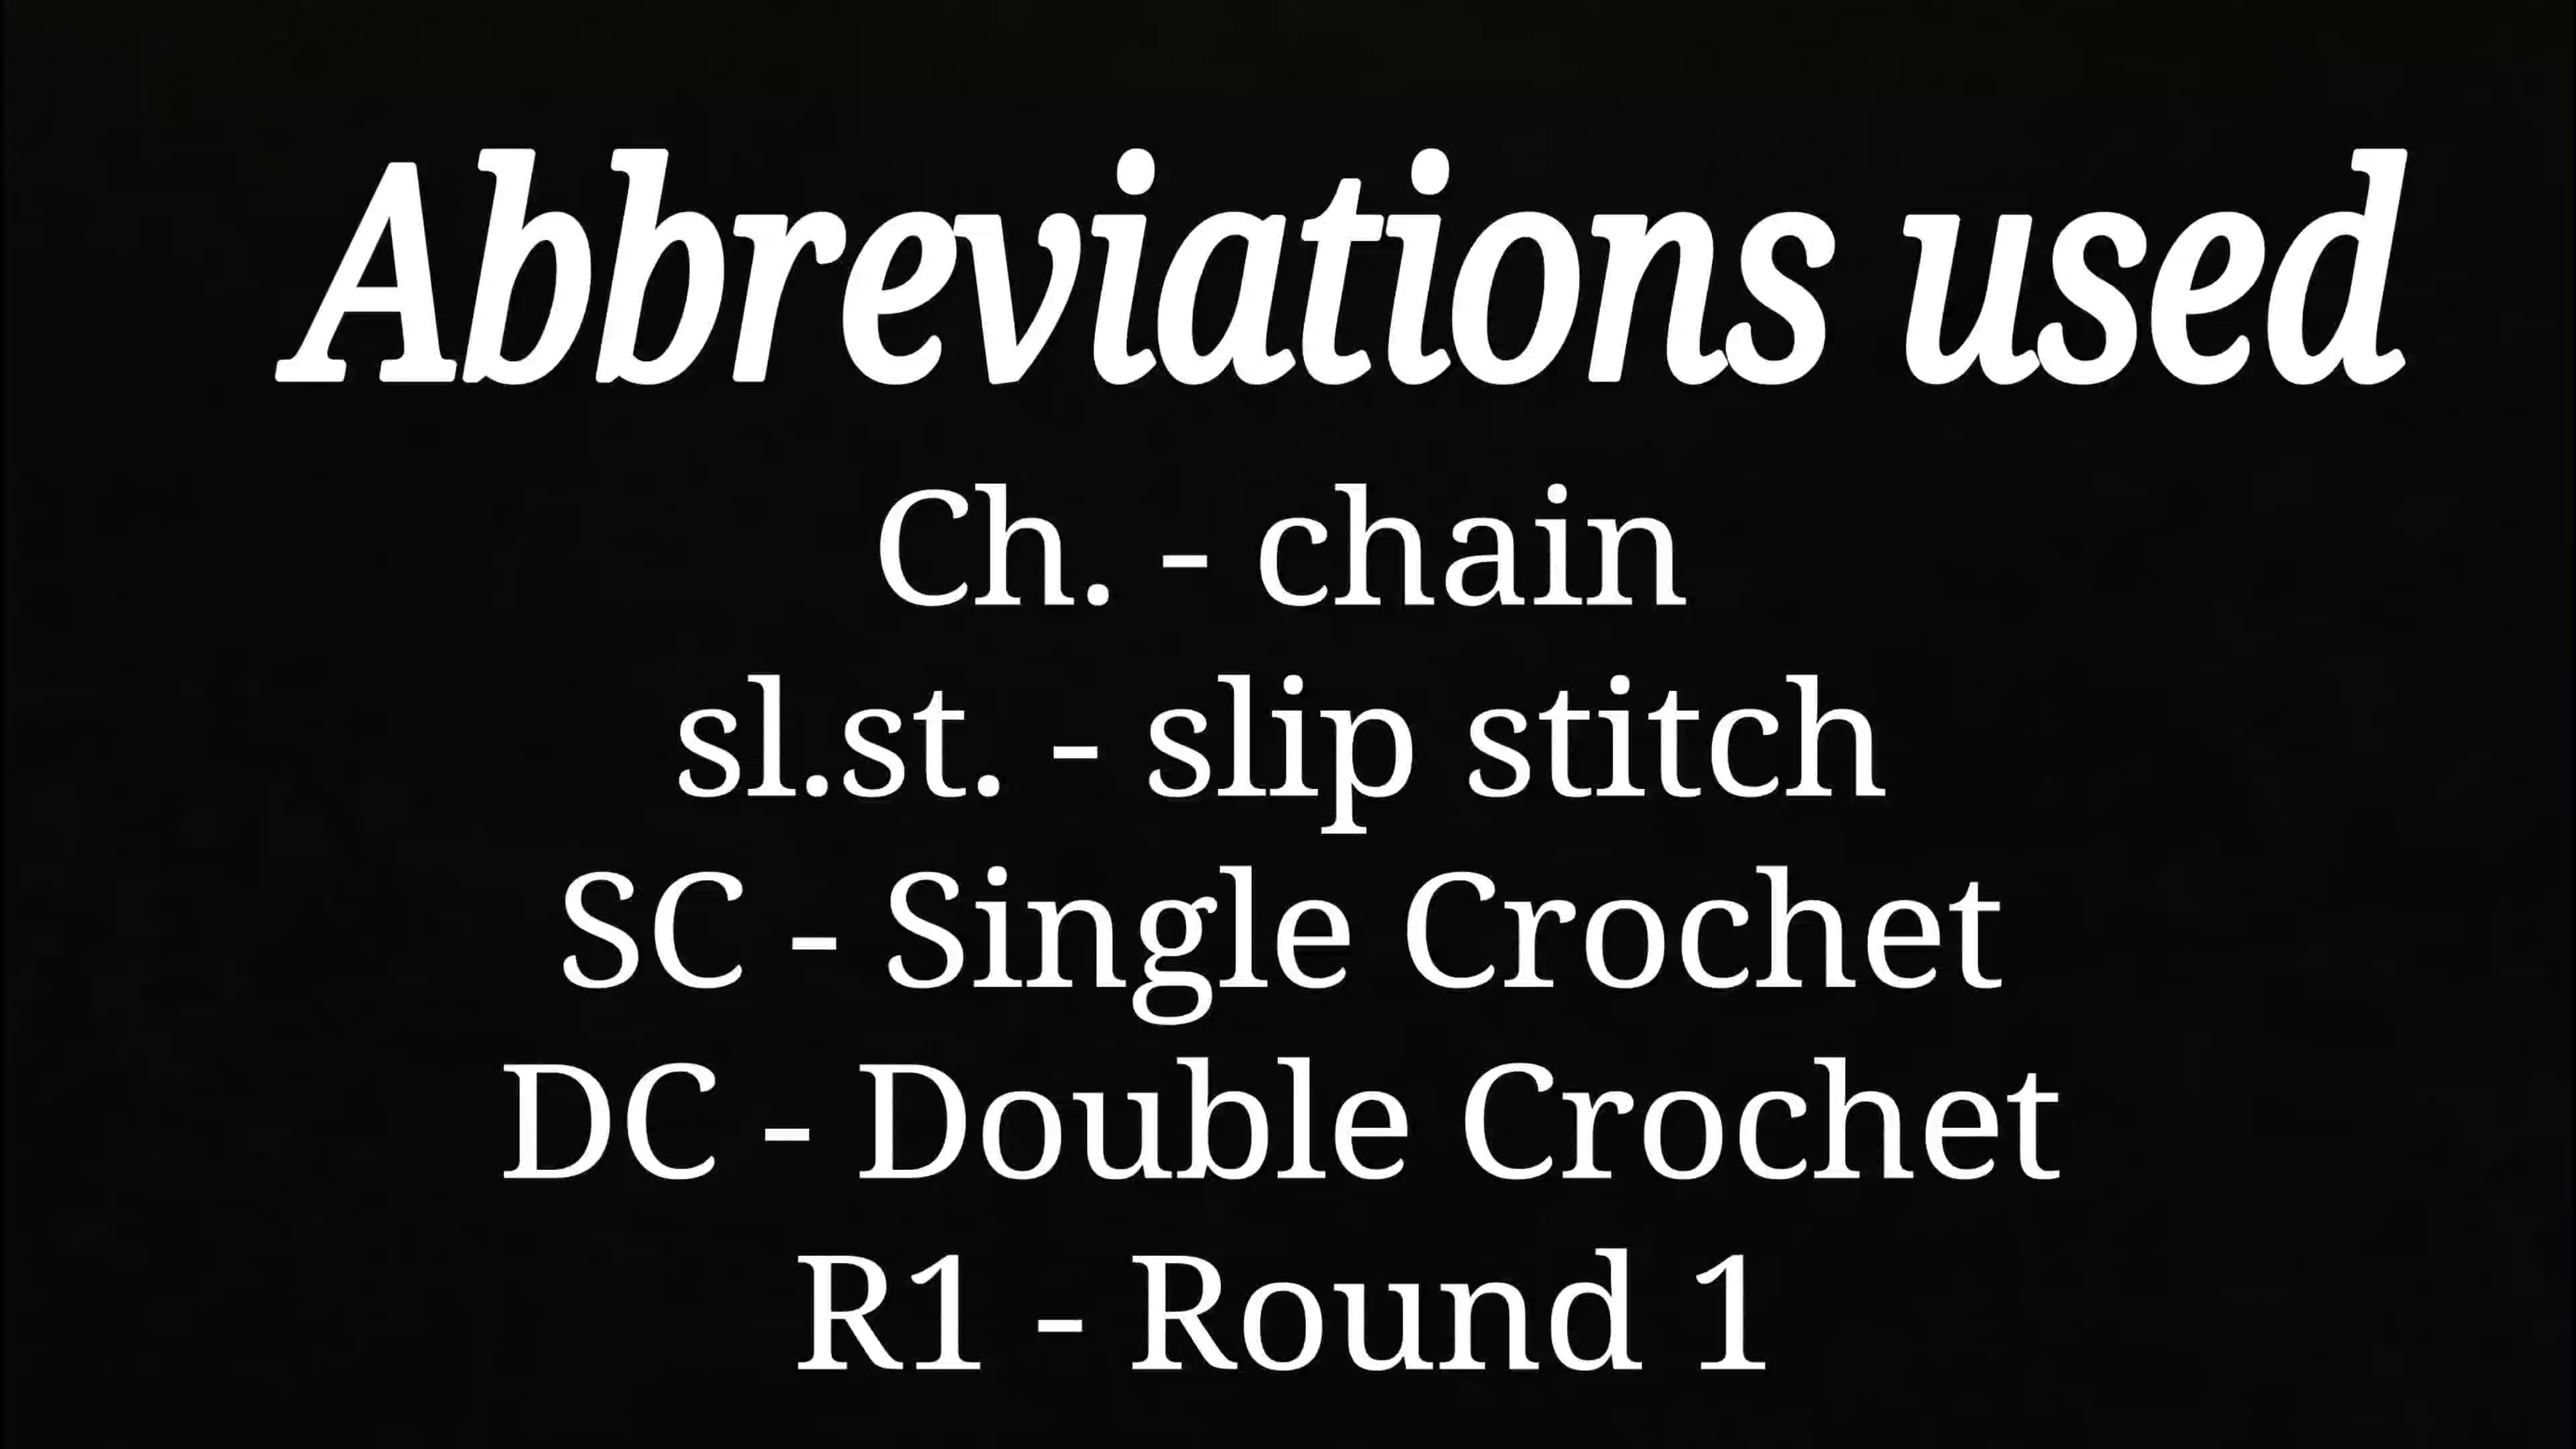 Abbreviations used
Ch. - chain
sl.st. - slip stitch
SC - Single Crochet
DC - Double Crochet
R1 - Round 1